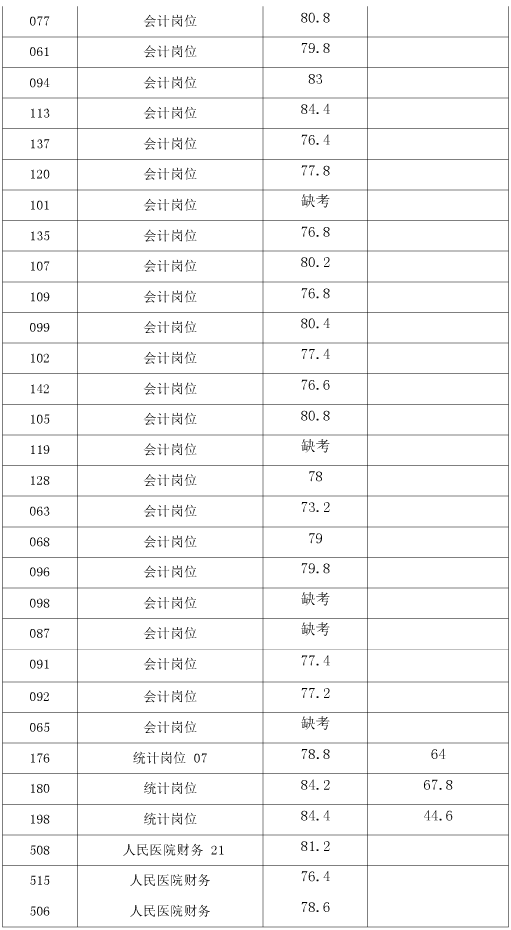 077 会计岗位 80.8
061 会计岗位 79.8
094 会计岗位 83
113 会计岗位 84.4
137 会计岗位 76.4
120 会计岗位 77.8
101 会计岗位 缺考
135 会计岗位 76.8
107 会计岗位 80.2
109 会计岗位 76.8
099 会计岗位 80.4
102 会计岗位 77.4
142 会计岗位 76.6
105 会计岗位 80.8
119 会计岗位 缺考
128 会计岗位 78
063 会计岗位 73.2
068 会计岗位 79
096 会计岗位 79.8
098 会计岗位 缺考
087 会计岗位 缺考
091 会计岗位 77.4
092 会计岗位 77.2
065 会计岗位 缺考
176 统计岗位 07 78.8 64
180 统计岗位 84.2 67.8
198 统计岗位 84.4 44.6
508 人民医院财务 21 81.2
515 人民医院财务 76.4
506 人民医院财务 78.6